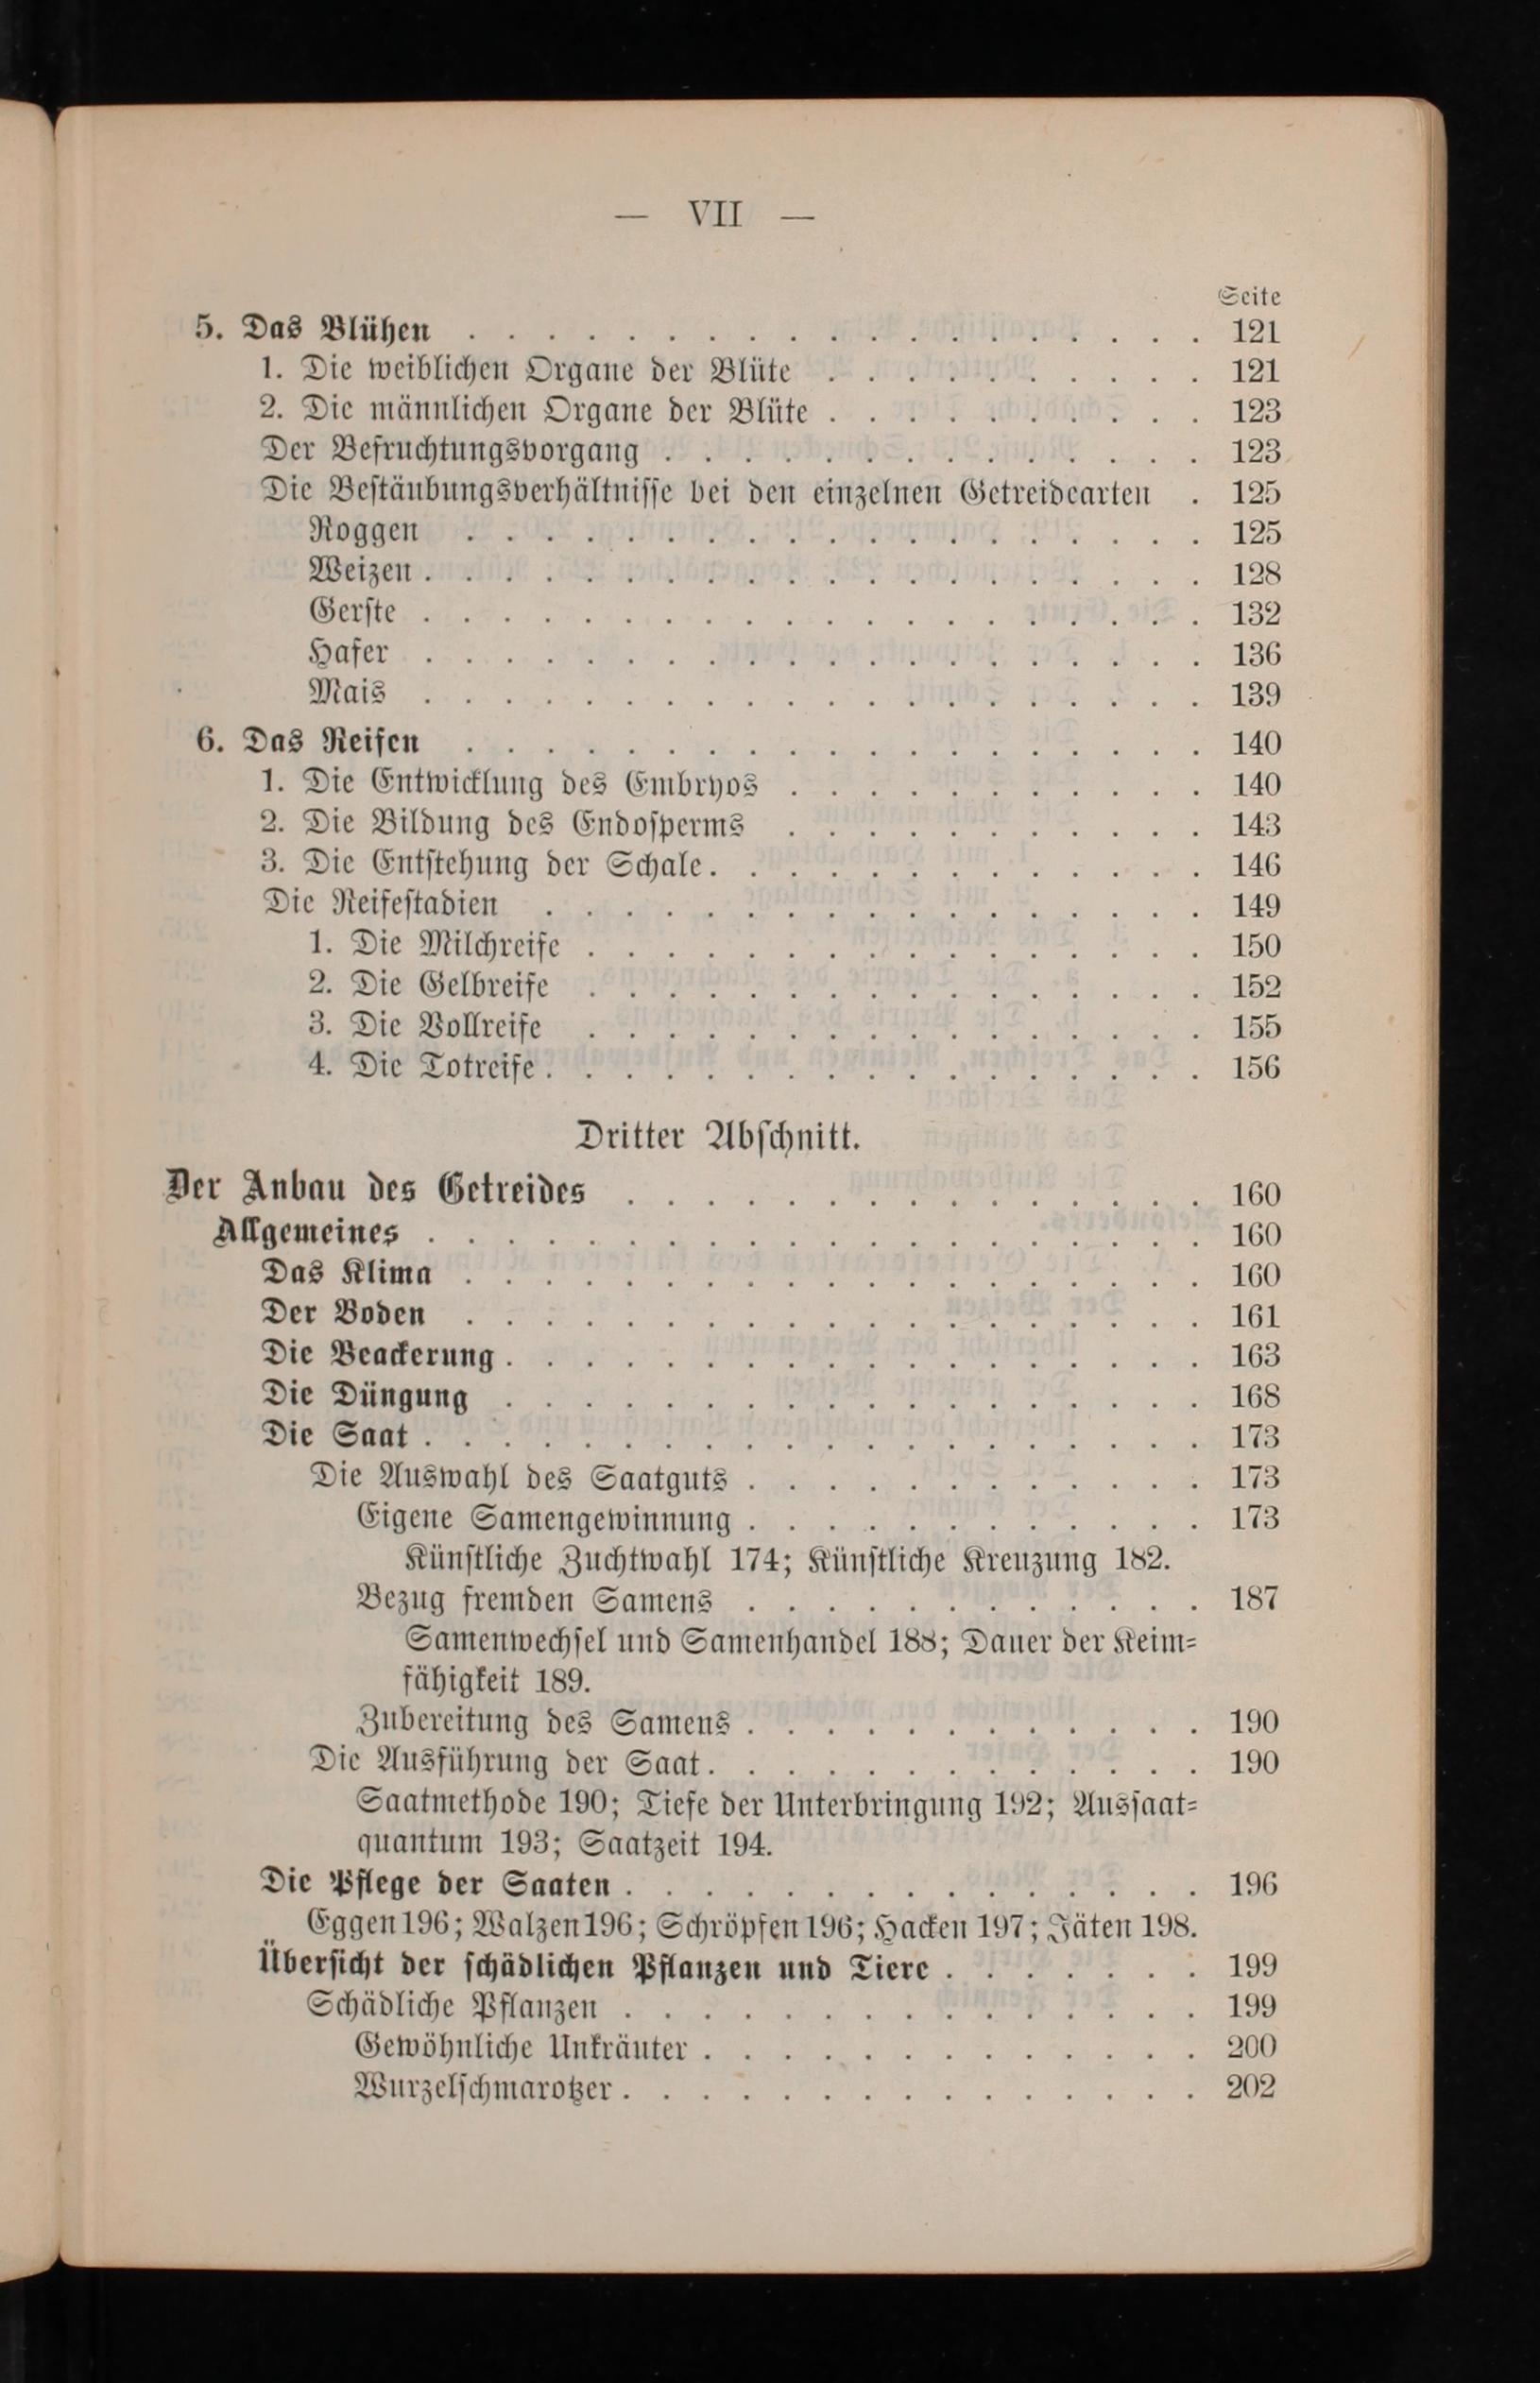 — VII —
Seite
5. Das Blühen . . . . . . . . . . . . . . . . . . . 121
1. Die weiblichen Organe der Blüte . . . . . . . . . . 121
2. Die männlichen Organe der Blüte . . . . . . . . . . 123
Der Befruchtungsvorgang . . . . . . . . . . . . . . 123
Die Bestäubungsverhältnisse bei den einzelnen Getreidearten . 125
Roggen . . . . . . . . . . . . . . . . . . . 125
Weizen . . . . . . . . . . . . . . . . . . . . 128
Gerste . . . . . . . . . . . . . . . . . . . . 132
Hafer . . . . . . . . . . . . . . . . . . . . 136
Mais . . . . . . . . . . . . . . . . . . . . 139
6. Das Reifen . . . . . . . . . . . . . . . . . . . 140
1. Die Entwicklung des Embryos . . . . . . . . . . . 140
2. Die Bildung des Endosperms . . . . . . . . . . . 143
3. Die Entstehung der Schale . . . . . . . . . . . . . 146
Die Reifestadien . . . . . . . . . . . . . . . . . 149
1. Die Milchreife . . . . . . . . . . . . . . . . 150
2. Die Gelbreife . . . . . . . . . . . . . . . . 152
3. Die Vollreife . . . . . . . . . . . . . . . . 155
4. Die Totreife . . . . . . . . . . . . . . . . . 156
Dritter Abschnitt.
Der Anbau des Getreides . . . . . . . . . . . . . . . 160
Allgemeines . . . . . . . . . . . . . . . . . . . . 160
Das Klima . . . . . . . . . . . . . . . . . . . 160
Der Boden . . . . . . . . . . . . . . . . . . . 161
Die Beackerung . . . . . . . . . . . . . . . . . . 163
Die Düngung . . . . . . . . . . . . . . . . . . 168
Die Saat . . . . . . . . . . . . . . . . . . . . 173
Die Auswahl des Saatguts . . . . . . . . . . . . 173
Eigene Samengewinnung . . . . . . . . . . . . 173
Künstliche Zuchtwahl 174; Künstliche Kreuzung 182.
Bezug fremden Samens . . . . . . . . . . . . 187
Samenwechsel und Samenhandel 188; Dauer der Keim-
fähigkeit 189.
Zubereitung des Samens . . . . . . . . . . . . 190
Die Ausführung der Saat . . . . . . . . . . . . . 190
Saatmethode 190; Tiefe der Unterbringung 192; Aussaat-
quantum 193; Saatzeit 194.
Die Pflege der Saaten . . . . . . . . . . . . . . . 196
Eggen 196; Walzen 196; Schröpfen 196; Hacken 197; Jäten 198.
Übersicht der schädlichen Pflanzen und Tiere . . . . . . . 199
Schädliche Pflanzen . . . . . . . . . . . . . . . 199
Gewöhnliche Unkräuter . . . . . . . . . . . . . 200
Wurzelschmarotzer . . . . . . . . . . . . . . . 202